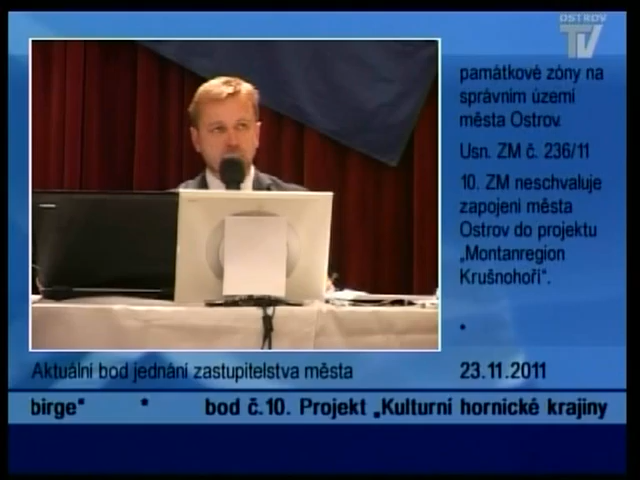 OSTROV
TV
památkové zóny na
správním území
města Ostrov.
Usn. ZM č. 236/11
10. ZM neschvaluje
zapojení města
Ostrov do projektu
„Montanregion
Krušnohoří“.
*
Aktuální bod jednání zastupitelstva města
23.11.2011
birge“ * bod č.10. Projekt „Kulturní hornické krajiny